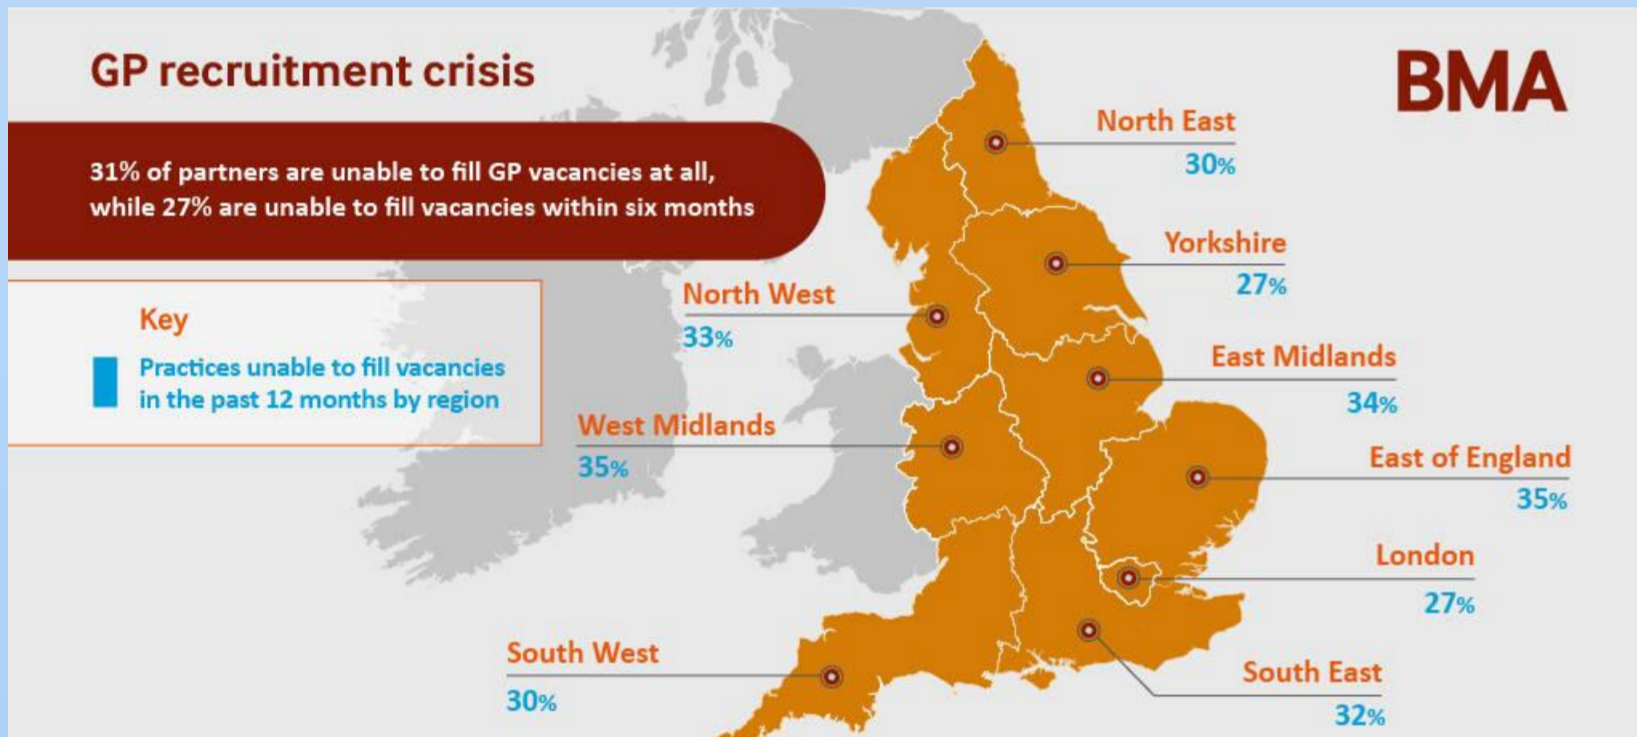 GP recruitment crisis
BMA
31% of partners are unable to fill GP vacancies at all,
while 27% are unable to fill vacancies within six months
Key
Practices unable to fill vacancies
in the past 12 months by region
North East
30%
Yorkshire
27%
North West
33%
East Midlands
34%
West Midlands
35%
East of England
35%
London
27%
South West
30%
South East
32%